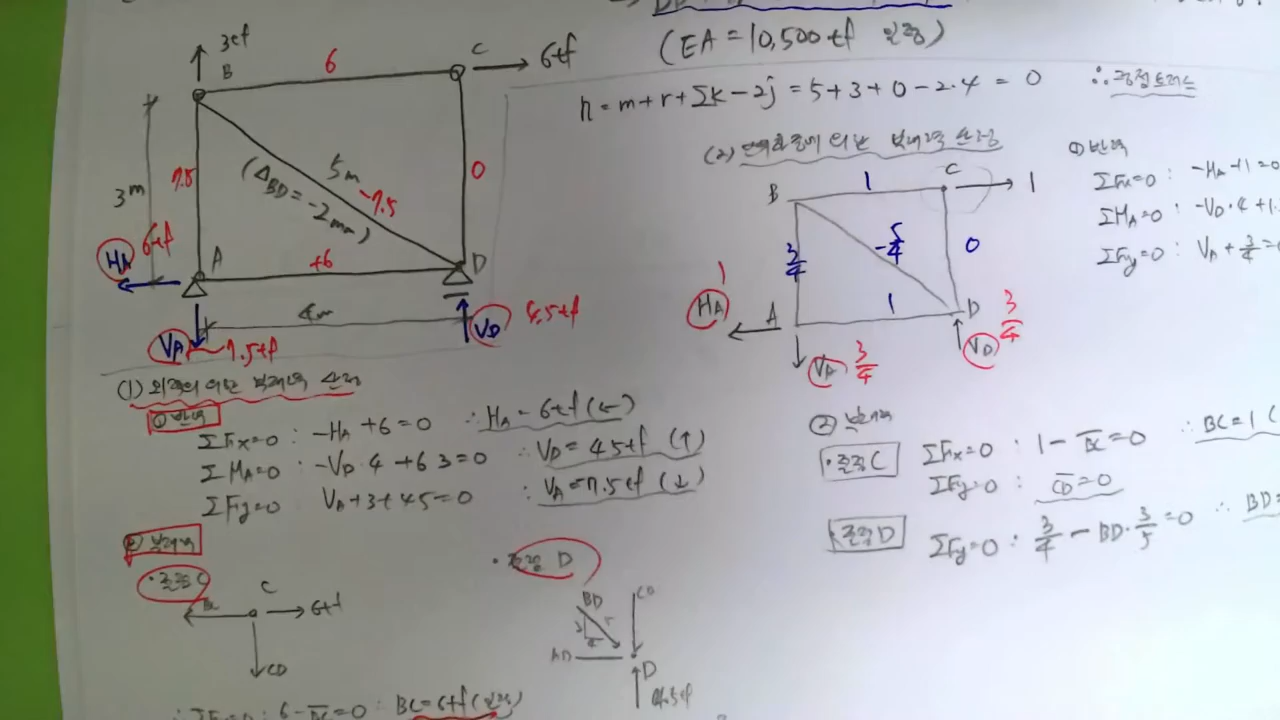 (EA = 10,500tf 일정)
n = m + r + Σk - 2j = 5 + 3 + 0 - 2·4 = 0
3tf
B
6
C
6tf
3m
7.5
5m
-7.5
(ΔBD = -2mm)
0
HA
6tf
A
+6
D
4m
VA
7.5tf
VD
4.5tf
(1) 외력에 의한 부재력 산정
① 반력
ΣFx=0 : -HA + 6 = 0 ∴ HA = 6tf (←)
ΣMA=0 : -VD·4 + 6·3 = 0 ∴ VD = 4.5tf (↑)
ΣFy=0 VA + 3 + 4.5 = 0 : VA = 7.5tf (↓)
② 부재력
·절점 C
C
BC
6tf
CD
6 - BC = 0 : BC = 6tf (인장)
· 절점 D
BD
CD
3
4
5
AD
D
4.5tf
(2) 단위하중에 의한 부재력 산정
B
1
C
1
3/4
-5/4
0
HA
1
A
1
D
VA
3/4
VD
3/4
① 반력
ΣFx=0 : -HA + 1 = 0
ΣMA=0 : -VD·4 + 1.
ΣFy=0 : VA + 3/4 =
② 부재력
·절점 C
ΣFx=0 : 1 - BC = 0 ∴ BC = 1 (
ΣFy=0 : CD = 0
·절점 D
ΣFy=0 : 3/4 - BD·3/5 = 0 ∴ BD =